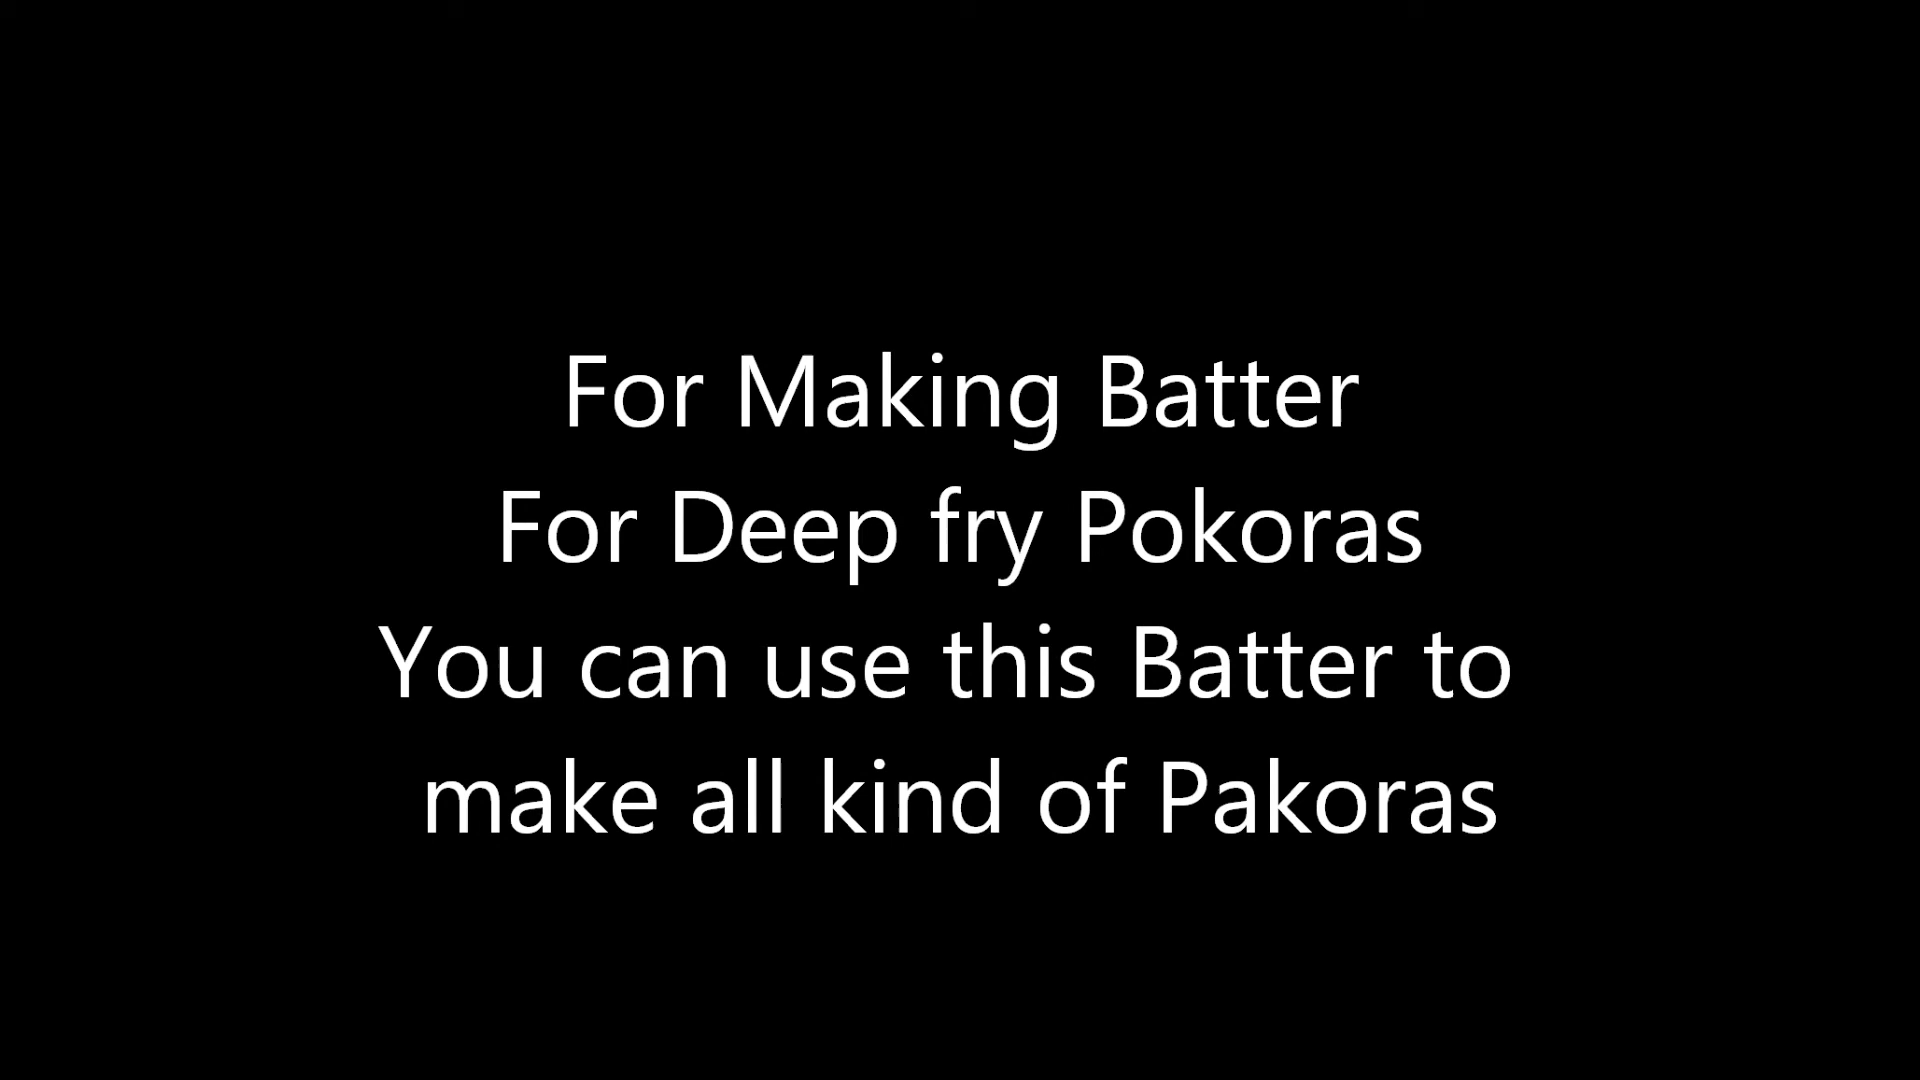 For Making Batter
For Deep fry Pokoras
You can use this Batter to
make all kind of Pakoras